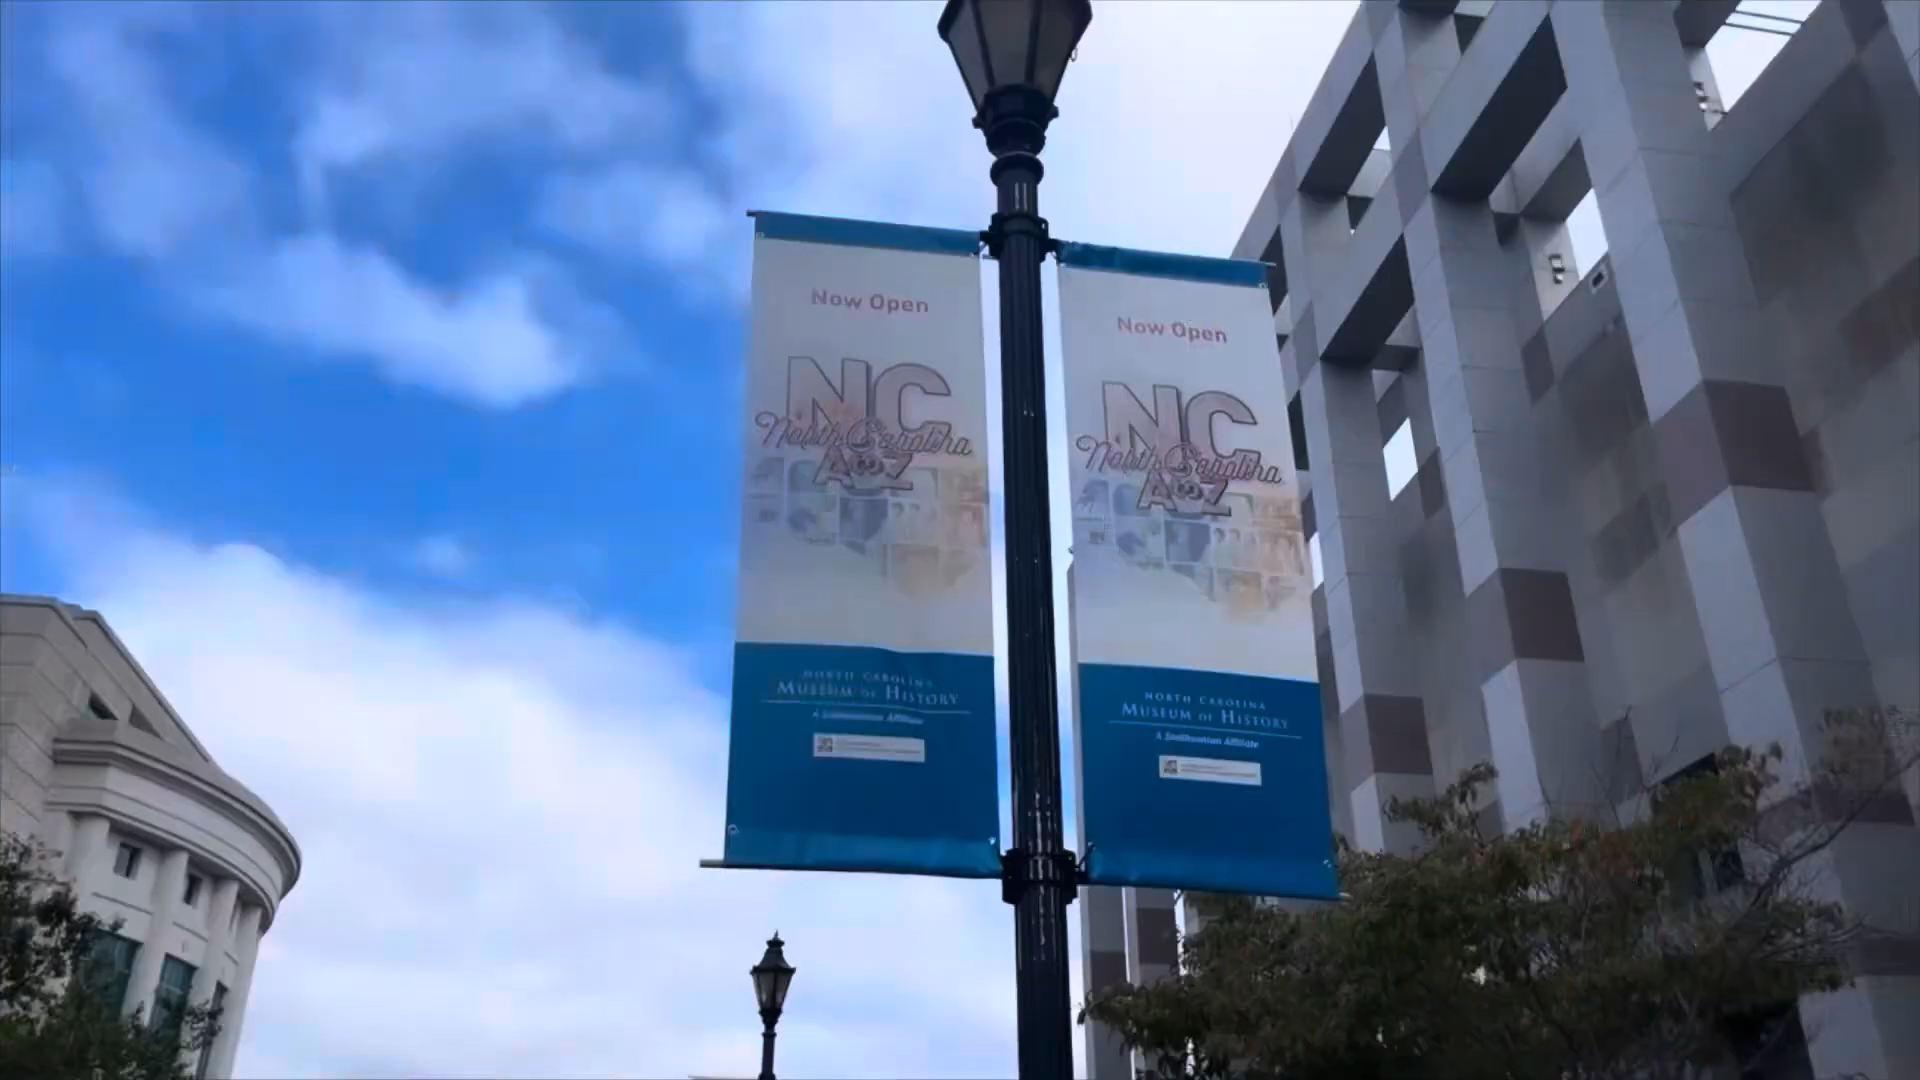 Now Open
NC
North Carolina
A to Z
NORTH CAROLINA
MUSEUM OF HISTORY
A Smithsonian Affiliate
Now Open
NC
North Carolina
A to Z
NORTH CAROLINA
MUSEUM OF HISTORY
A Smithsonian Affiliate